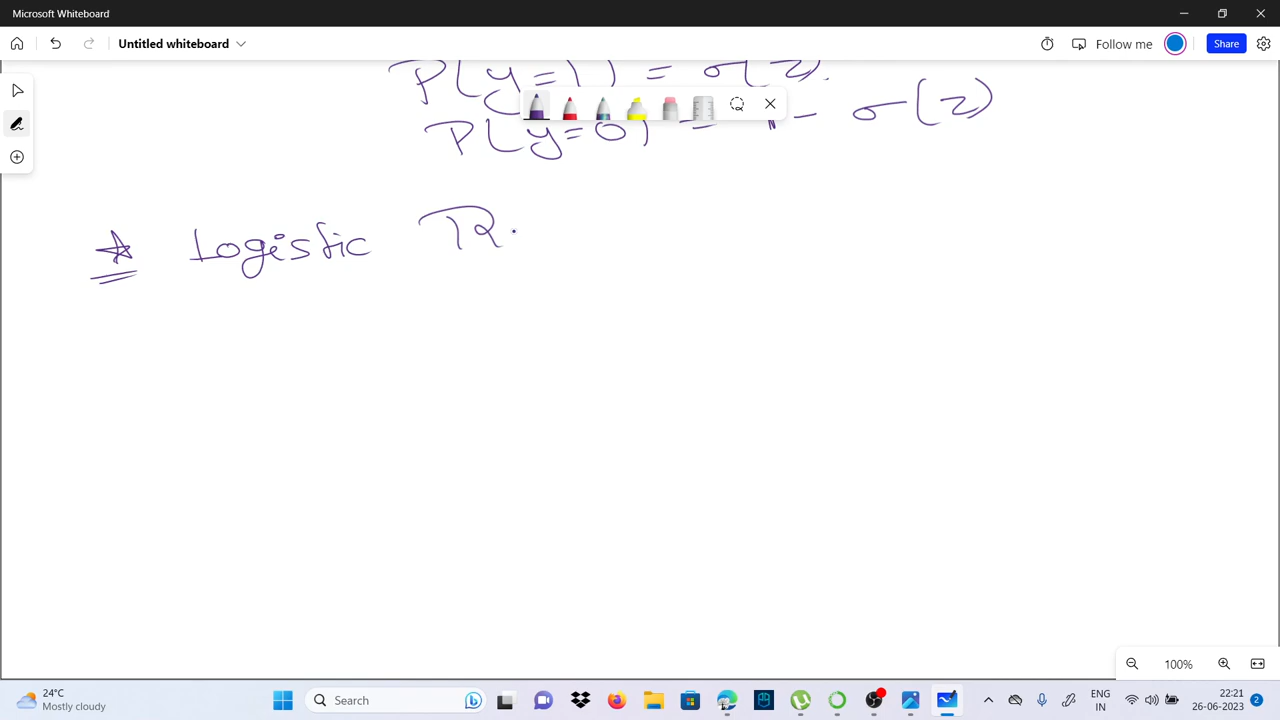 Microsoft Whiteboard
Untitled whiteboard
Follow me
Share
P(y=1) = σ(z).
P(y=0) = 1 - σ(z)
Logistic R
100%
24°C
Mostly cloudy
Search
ENG
IN
22:21
26-06-2023
2